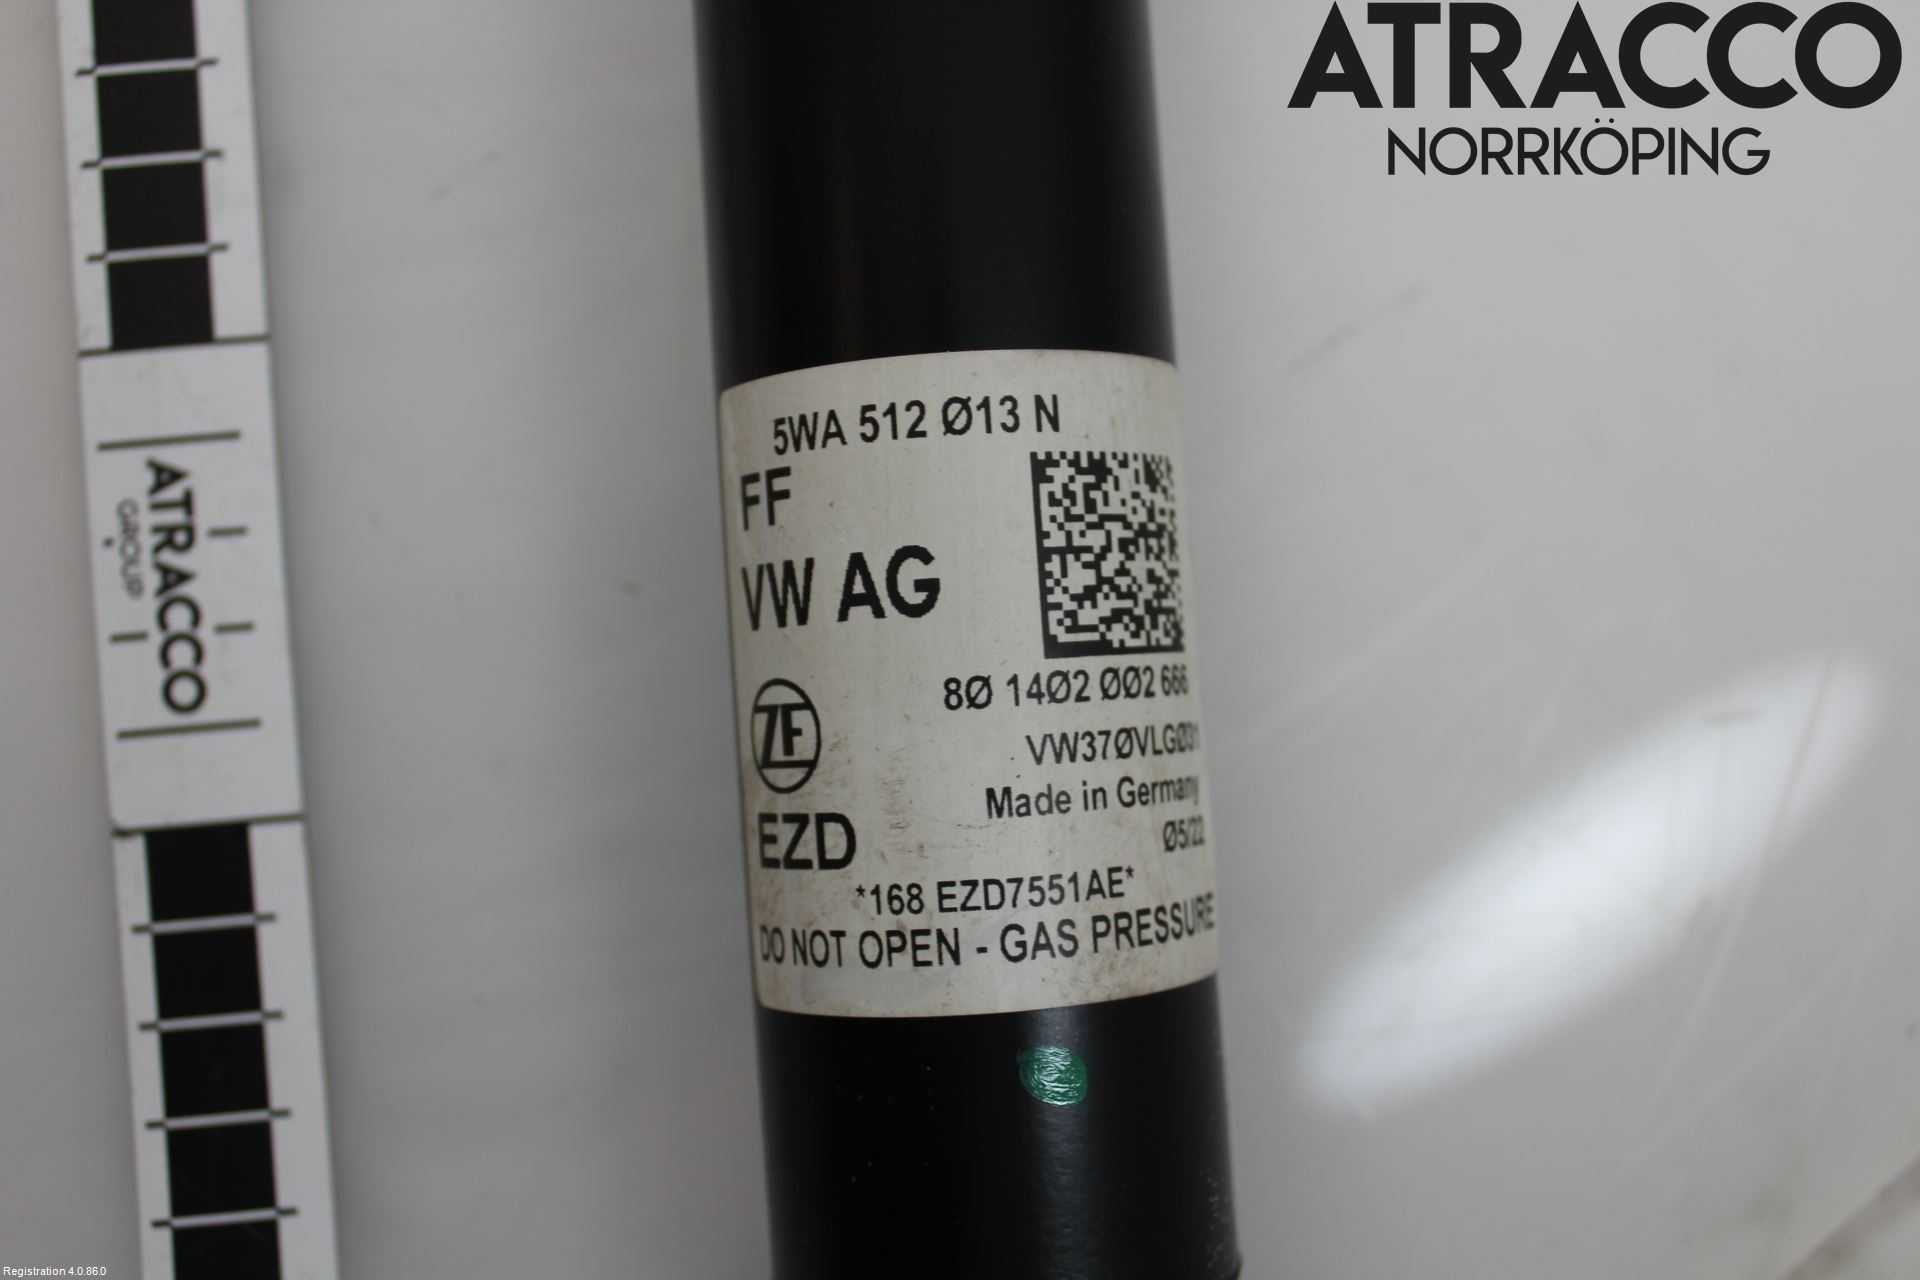 ATRACCO
NORRKÖPING
ATRACCO
GROUP
5WA 512 Ø13 N
FF
VW AG
8Ø 14Ø2 ØØ2 666
ZF
VW37ØVLGØ31
Made in Germany
EZD
Ø5/22
*168 EZD7551AE*
DO NOT OPEN - GAS PRESSURE
Registration 4.0.86.0